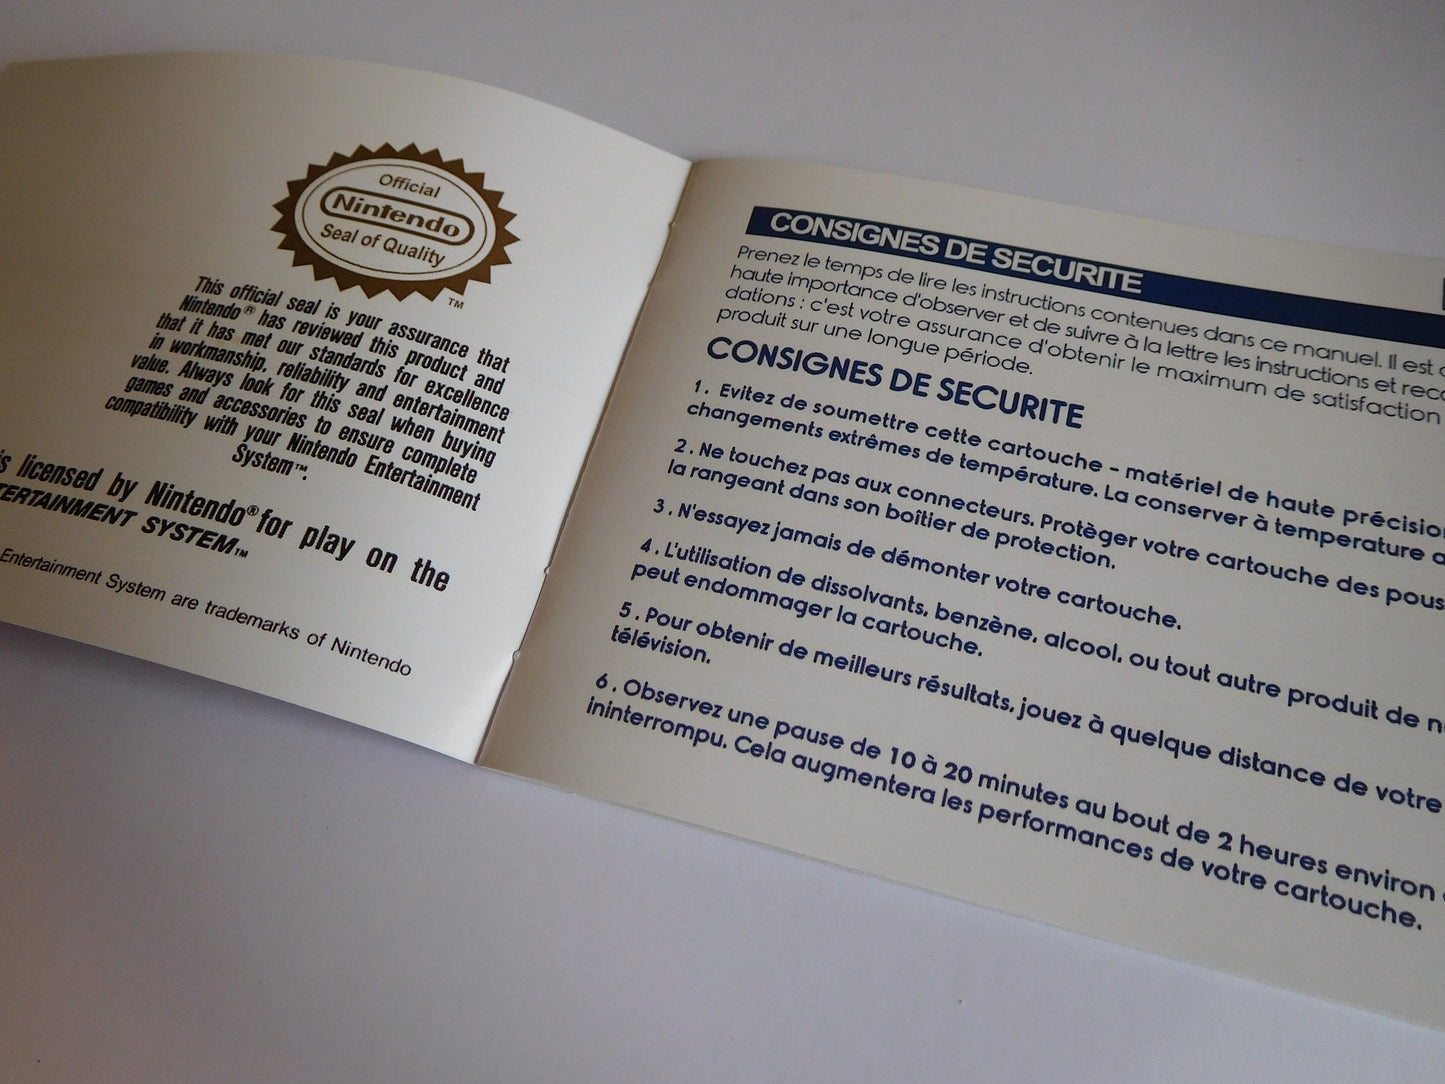 Official
Nintendo
Seal of Quality
TM
This official seal is your assurance that
Nintendo® has reviewed this product and
that it has met our standards for excellence
in workmanship, reliability and entertainment
value. Always look for this seal when buying
games and accessories to ensure complete
compatibility with your Nintendo Entertainment
System™.
licensed by Nintendo® for play on the
TERTAINMENT SYSTEM™
Entertainment System are trademarks of Nintendo
CONSIGNES DE SECURITE
Prenez le temps de lire les instructions contenues dans ce manuel. Il est
haute importance d'observer et de suivre à la lettre les instructions et reco
dations : c'est votre assurance d'obtenir le maximum de satisfaction
produit sur une longue période.
CONSIGNES DE SECURITE
1. Evitez de soumettre cette cartouche - matériel de haute précision
changements extrêmes de température. La conserver à temperature a
2. Ne touchez pas aux connecteurs. Protèger votre cartouche des pous
la rangeant dans son boîtier de protection.
3. N'essayez jamais de démonter votre cartouche.
4. L'utilisation de dissolvants, benzène, alcool, ou tout autre produit de n
peut endommager la cartouche.
5. Pour obtenir de meilleurs résultats, jouez à quelque distance de votre
télévision.
6. Observez une pause de 10 à 20 minutes au bout de 2 heures environ
ininterrompu. Cela augmentera les performances de votre cartouche.